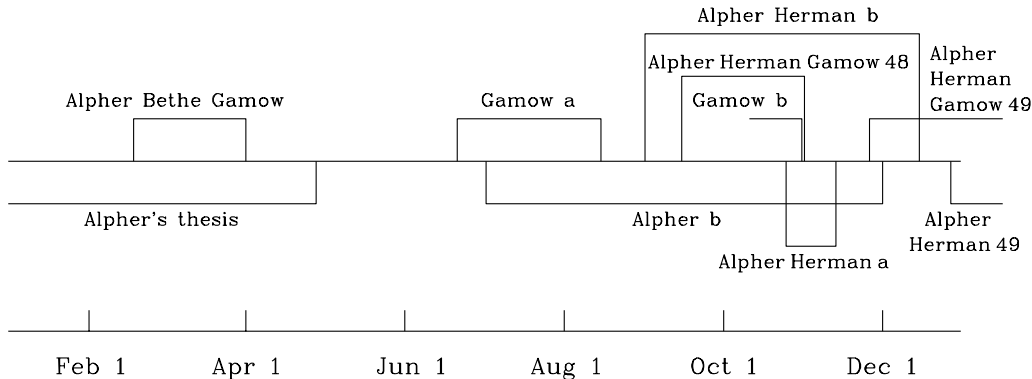 Alpher Herman b
Alpher
Herman
Gamow 49
Alpher Herman Gamow 48
Alpher Bethe Gamow
Gamow a
Gamow b
Alpher's thesis
Alpher b
Alpher
Herman 49
Alpher Herman a
Feb 1
Apr 1
Jun 1
Aug 1
Oct 1
Dec 1